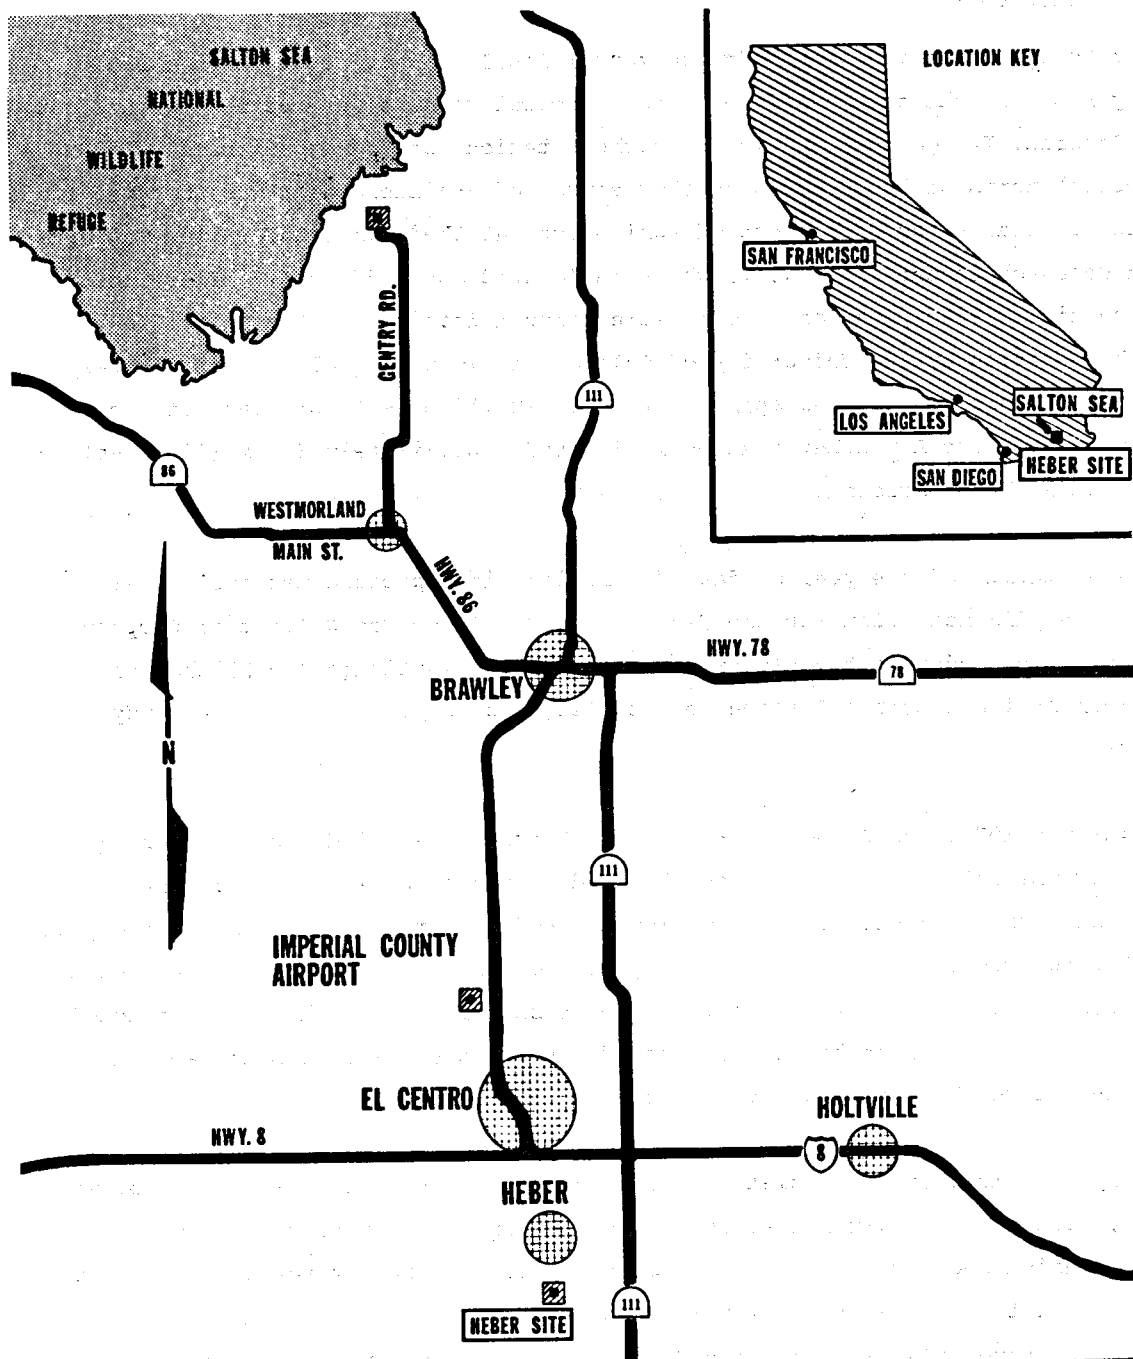 SALTON SEA
NATIONAL
WILDLIFE
REFUGE
LOCATION KEY
SAN FRANCISCO
LOS ANGELES
SALTON SEA
SAN DIEGO
HEBER SITE
GENTRY RD.
111
86
WESTMORLAND
MAIN ST.
HWY. 86
HWY. 78
78
BRAWLEY
N
111
IMPERIAL COUNTY
AIRPORT
EL CENTRO
HOLTVILLE
HWY. 8
8
HEBER
HEBER SITE
111